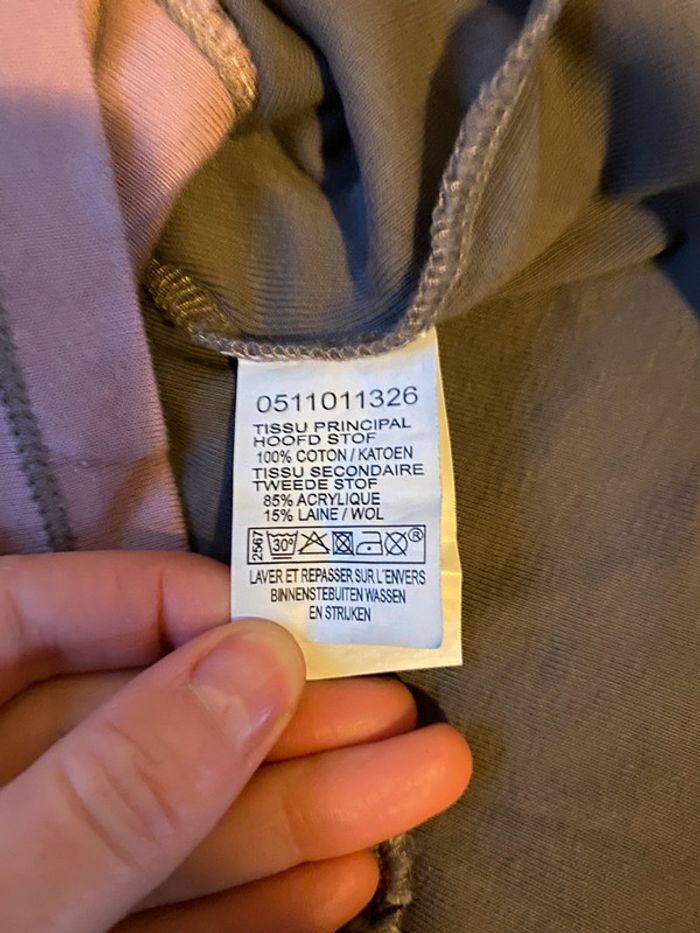 0511011326
TISSU PRINCIPAL
HOOFD STOF
100% COTON / KATOEN
TISSU SECONDAIRE
TWEEDE STOF
85% ACRYLIQUE
15% LAINE / WOL
2567 30° ®
LAVER ET REPASSER SUR L'ENVERS
BINNENSTEBUITEN WASSEN
EN STRIJKEN